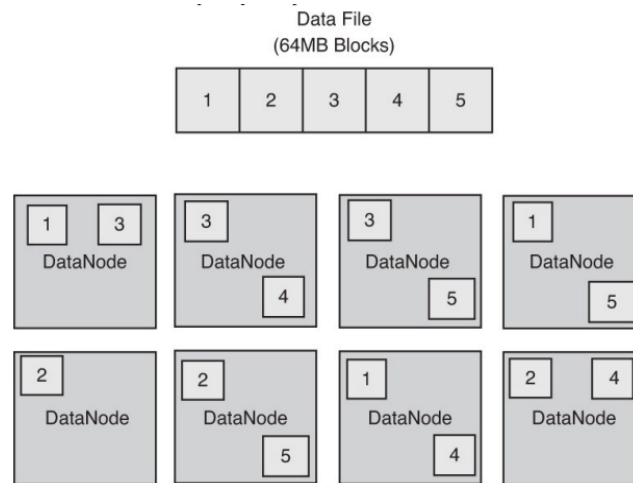 Data File
(64MB Blocks)
1 2 3 4 5
1 3
DataNode
3
DataNode
4
3
DataNode
5
1
DataNode
5
2
DataNode
2
DataNode
5
1
DataNode
4
2 4
DataNode